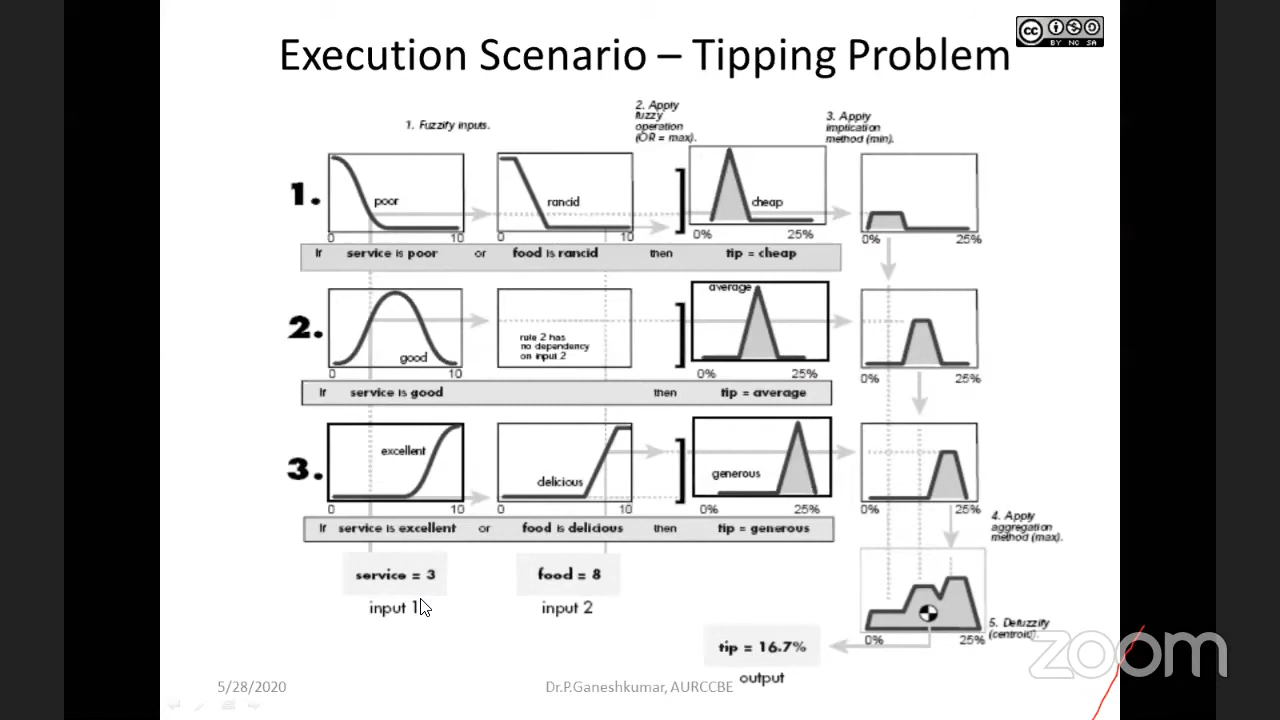 Execution Scenario – Tipping Problem
cc
BY NC SA
1. Fuzzify inputs.
2. Apply
fuzzy
operation
(OR = max).
3. Apply
implication
method (min).
1.
poor
0 10
rancid
0 10
cheap
0% 25%
0% 25%
If service is poor or food is rancid then tip = cheap
2.
good
0 10
rule 2 has
no dependency
on input 2
average
0% 25%
0% 25%
If service is good then tip = average
3.
excellent
0 10
delicious
0 10
generous
0% 25%
0% 25%
If service is excellent or food is delicious then tip = generous
4. Apply
aggregation
method (max).
service = 3
input 1
food = 8
input 2
0% 25%
5. Defuzzify
(centroid).
tip = 16.7%
output
zoom
5/28/2020
Dr.P.Ganeshkumar, AURCCBE